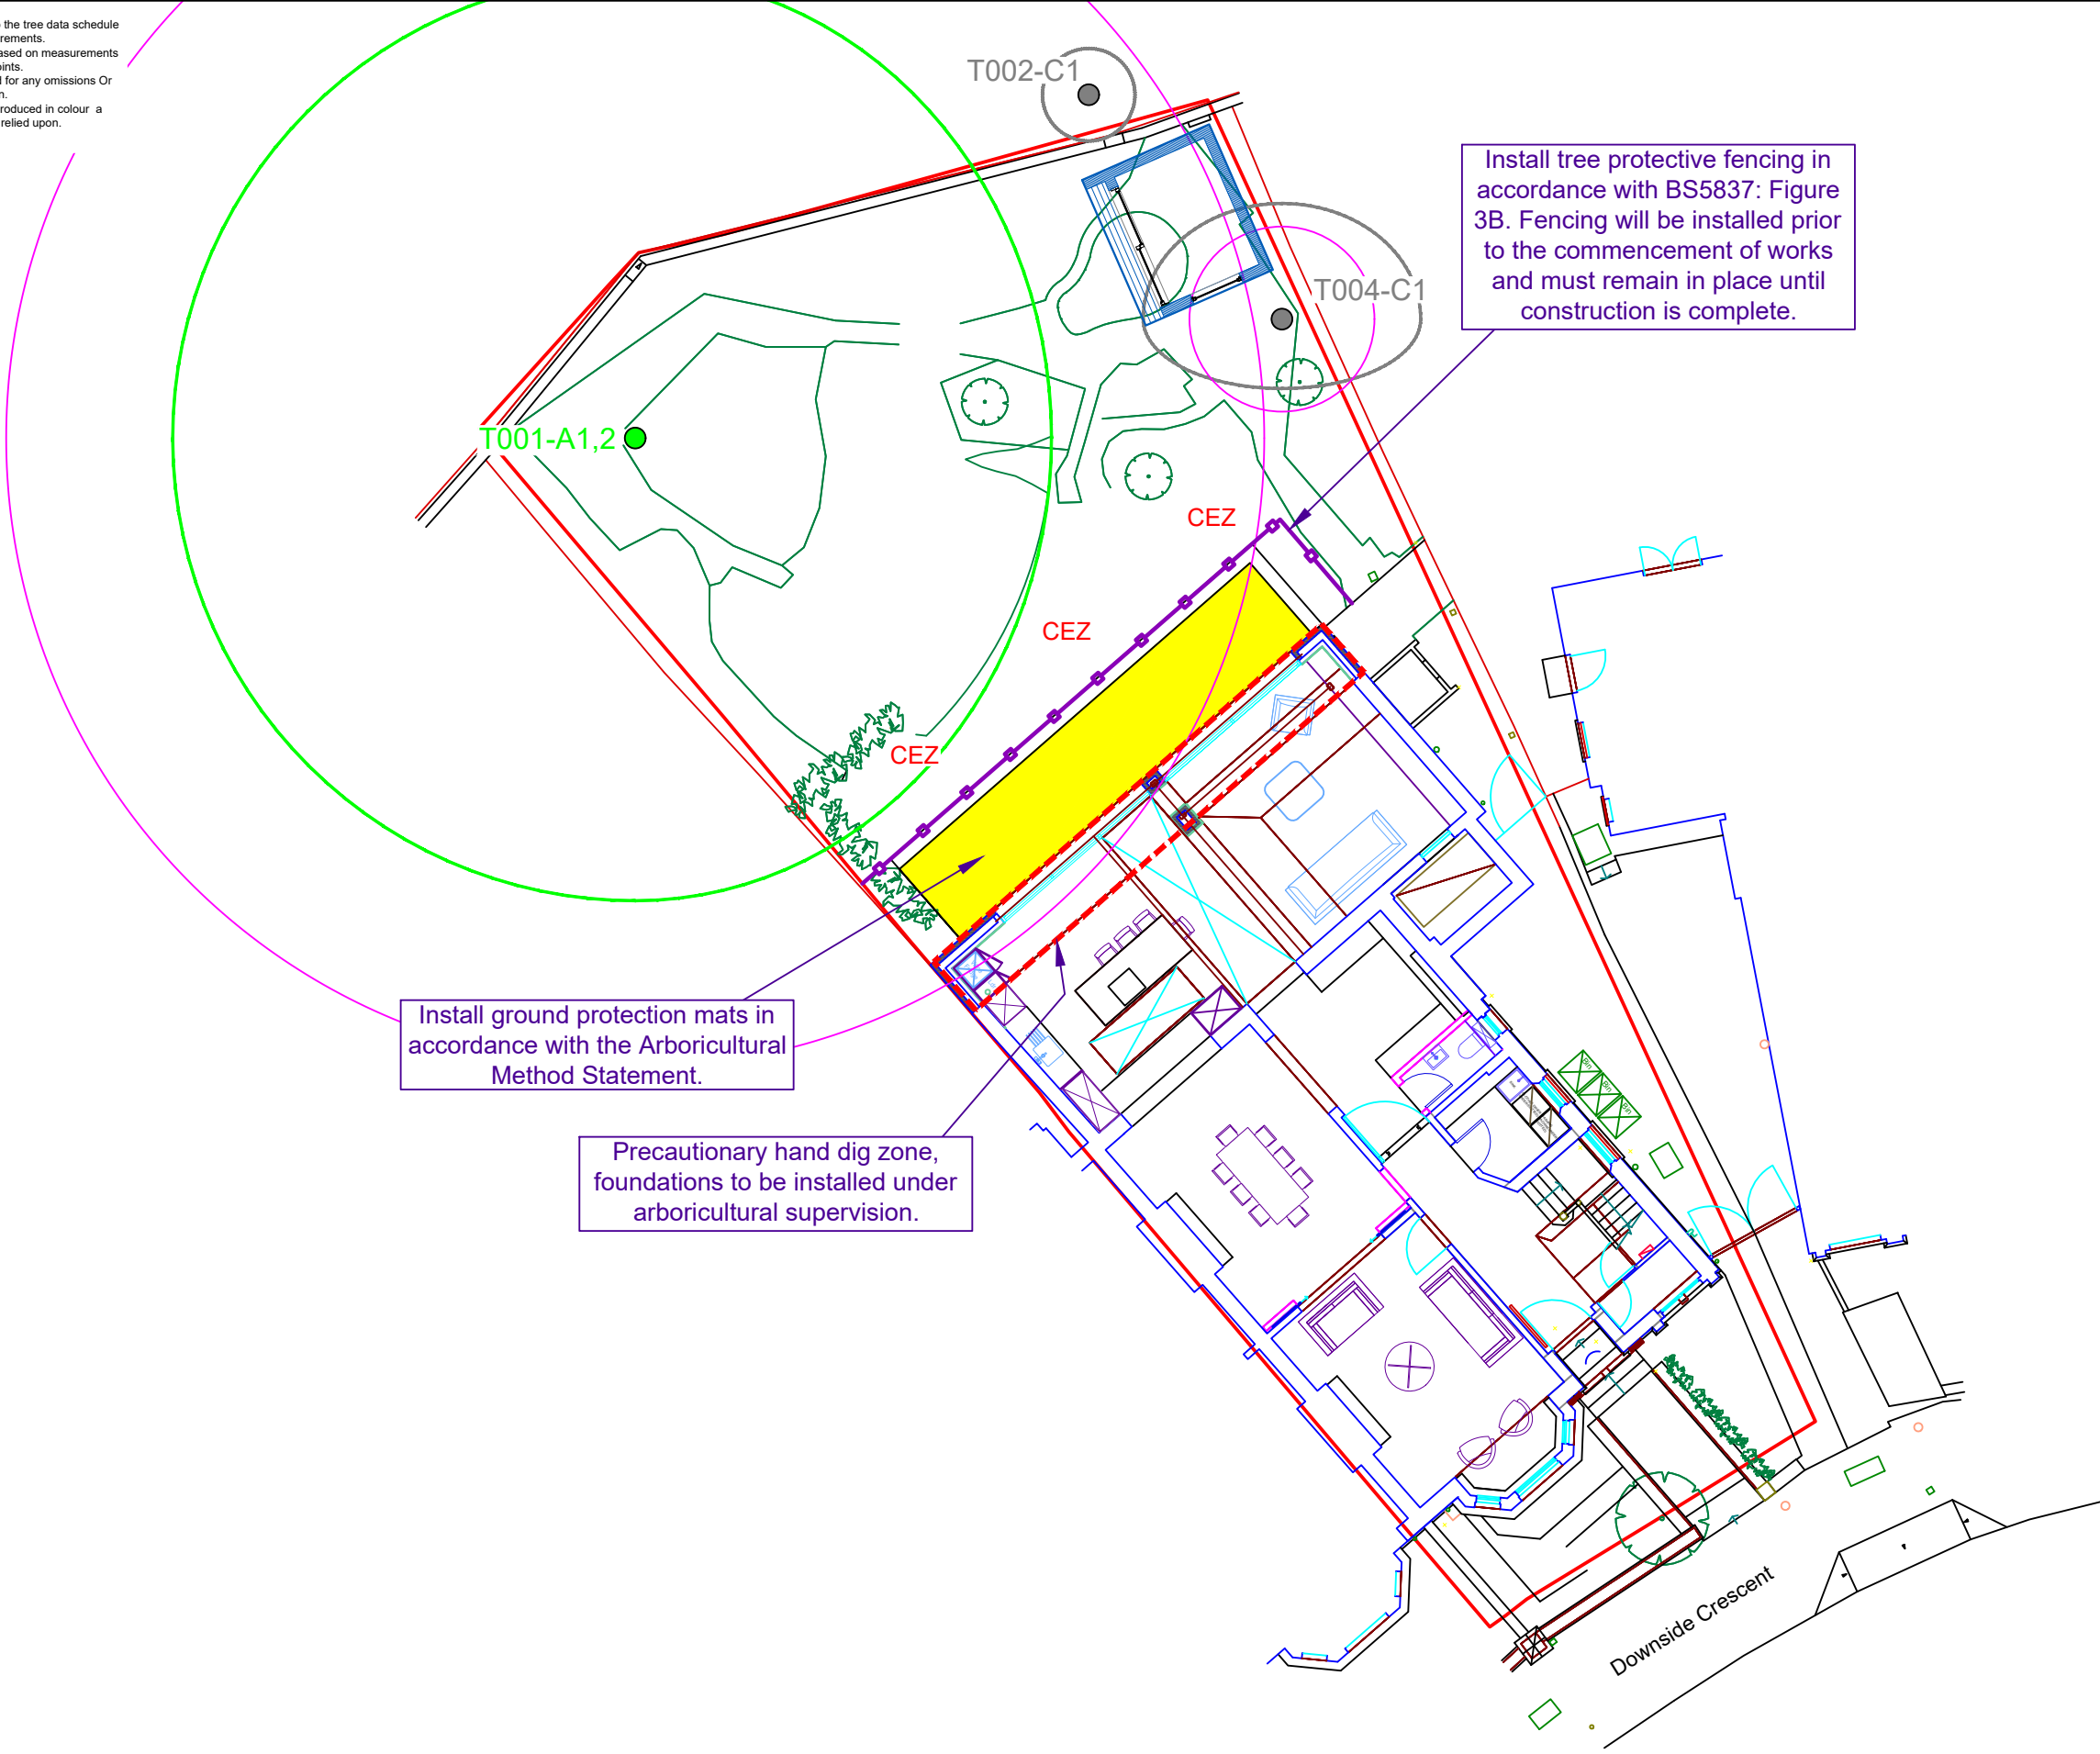 the tree data schedule
rements.
ased on measurements
oints.
for any omissions Or
n.
roduced in colour a
relied upon.
T002-C1
Install tree protective fencing in
accordance with BS5837: Figure
3B. Fencing will be installed prior
to the commencement of works
and must remain in place until
construction is complete.
T004-C1
T001-A1,2
CEZ
CEZ
CEZ
Install ground protection mats in
accordance with the Arboricultural
Method Statement.
Precautionary hand dig zone,
foundations to be installed under
arboricultural supervision.
Bin
Bin
Bin
Downside Crescent